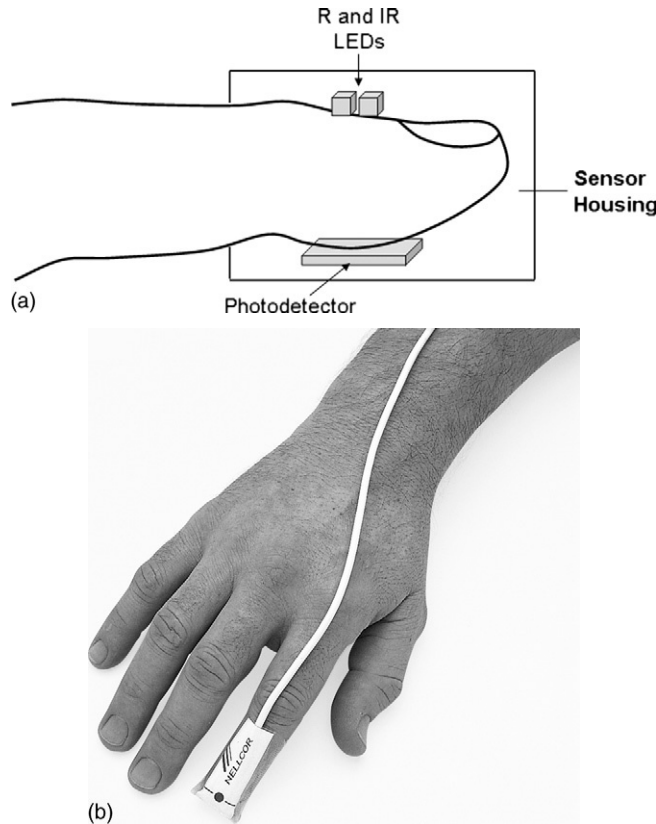 R and IR
LEDs
Sensor
Housing
Photodetector
(a)
NELLCOR
(b)